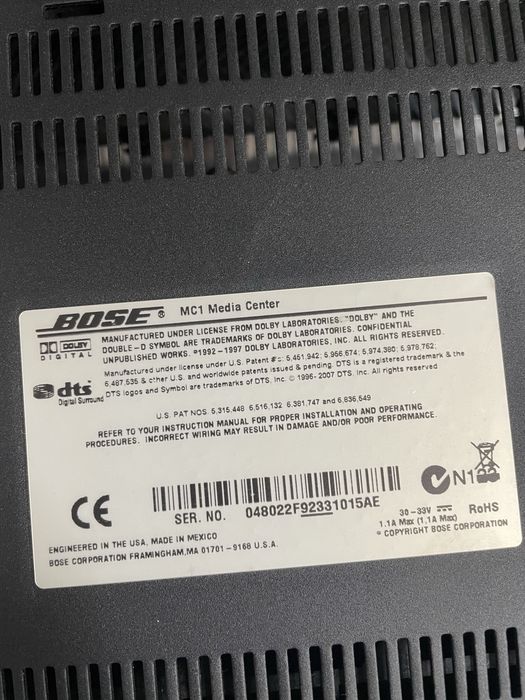 BOSE® MC1 Media Center
DOLBY
DIGITAL
MANUFACTURED UNDER LICENSE FROM DOLBY LABORATORIES. "DOLBY" AND THE
DOUBLE-D SYMBOL ARE TRADEMARKS OF DOLBY LABORATORIES. CONFIDENTIAL
UNPUBLISHED WORKS. ©1992-1997 DOLBY LABORATORIES, INC. ALL RIGHTS RESERVED.
dts
Digital Surround
Manufactured under license under U.S. Patent #'s: 5,451,942; 5,956,674; 5,974,380; 5,978,762;
6,487,535 & other U.S. and worldwide patents issued & pending. DTS is a registered trademark & the
DTS logos and Symbol are trademarks of DTS, Inc. © 1996-2007 DTS, Inc. All rights reserved
U.S. PAT NOS. 5,315,448 6,516,132 6,381,747 and 6,836,549
REFER TO YOUR INSTRUCTION MANUAL FOR PROPER INSTALLATION AND OPERATING
PROCEDURES. INCORRECT WIRING MAY RESULT IN DAMAGE AND/OR POOR PERFORMANCE.
CE
SER. NO. 048022F92331015AE
30-33V
1.1A Max (1,1A Max)
RoHS
© COPYRIGHT BOSE CORPORATION
ENGINEERED IN THE USA, MADE IN MEXICO
BOSE CORPORATION FRAMINGHAM,MA 01701-9168 U.S.A.